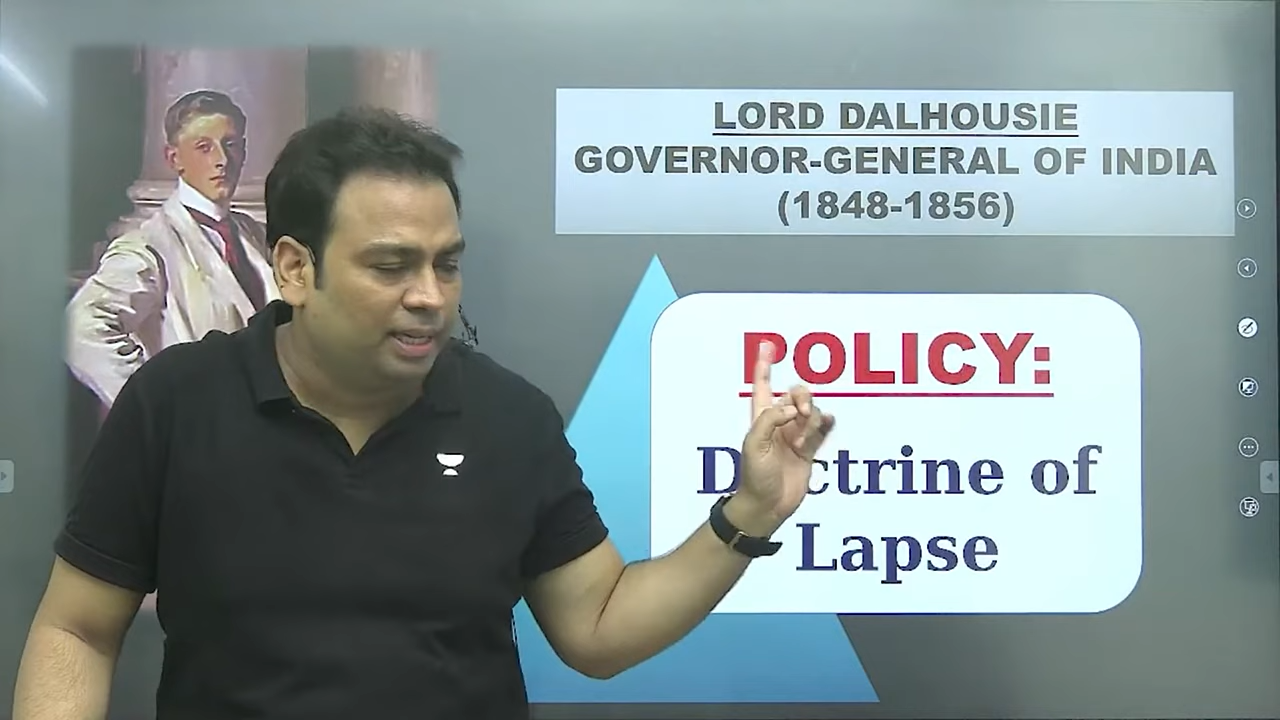 LORD DALHOUSIE
GOVERNOR-GENERAL OF INDIA
(1848-1856)
POLICY:
Doctrine of
Lapse